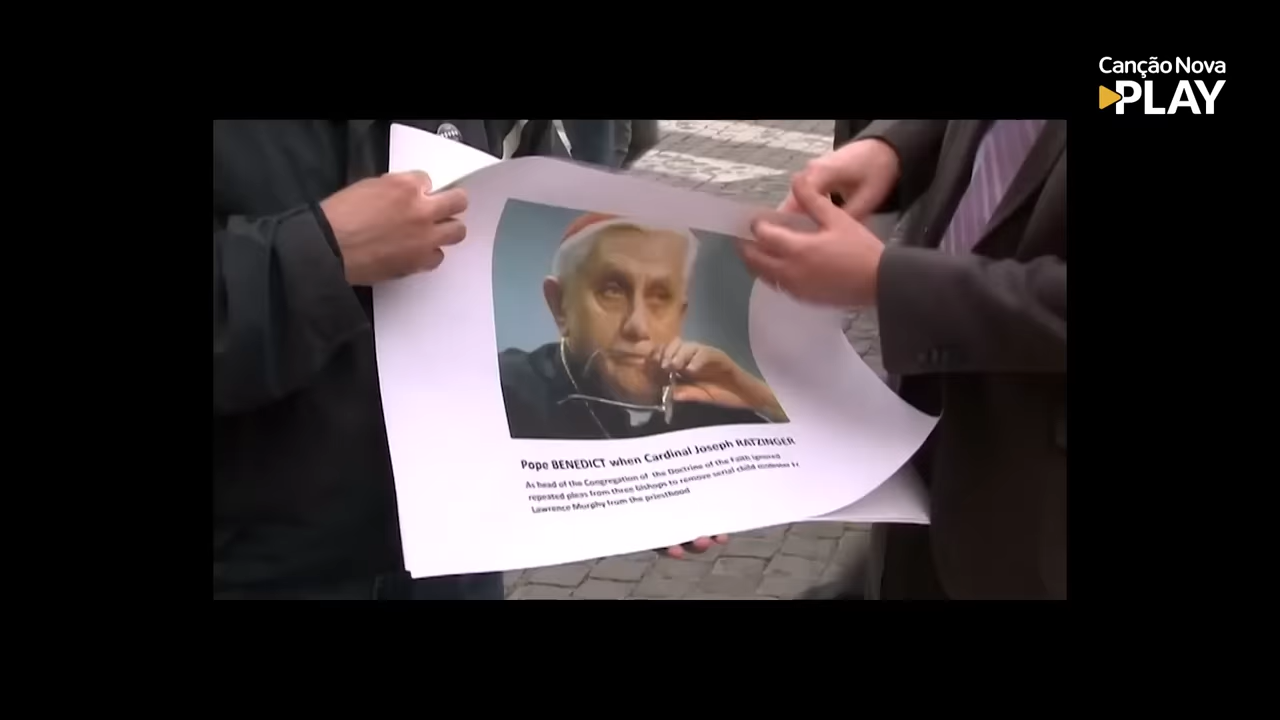 Canção Nova
PLAY
Pope BENEDICT when Cardinal Joseph RATZINGER
As head of the Congregation of the Doctrine of the Faith ignored
repeated pleas from three bishops to remove serial child molester Fr
Lawrence Murphy from the priesthood